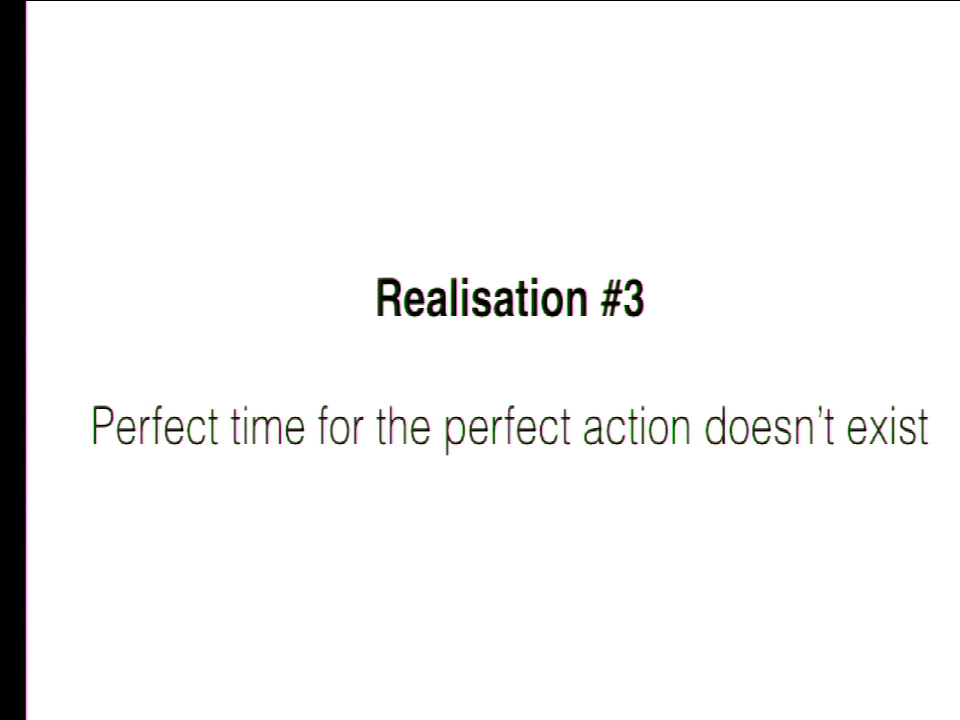 Realisation #3
Perfect time for the perfect action doesn't exist